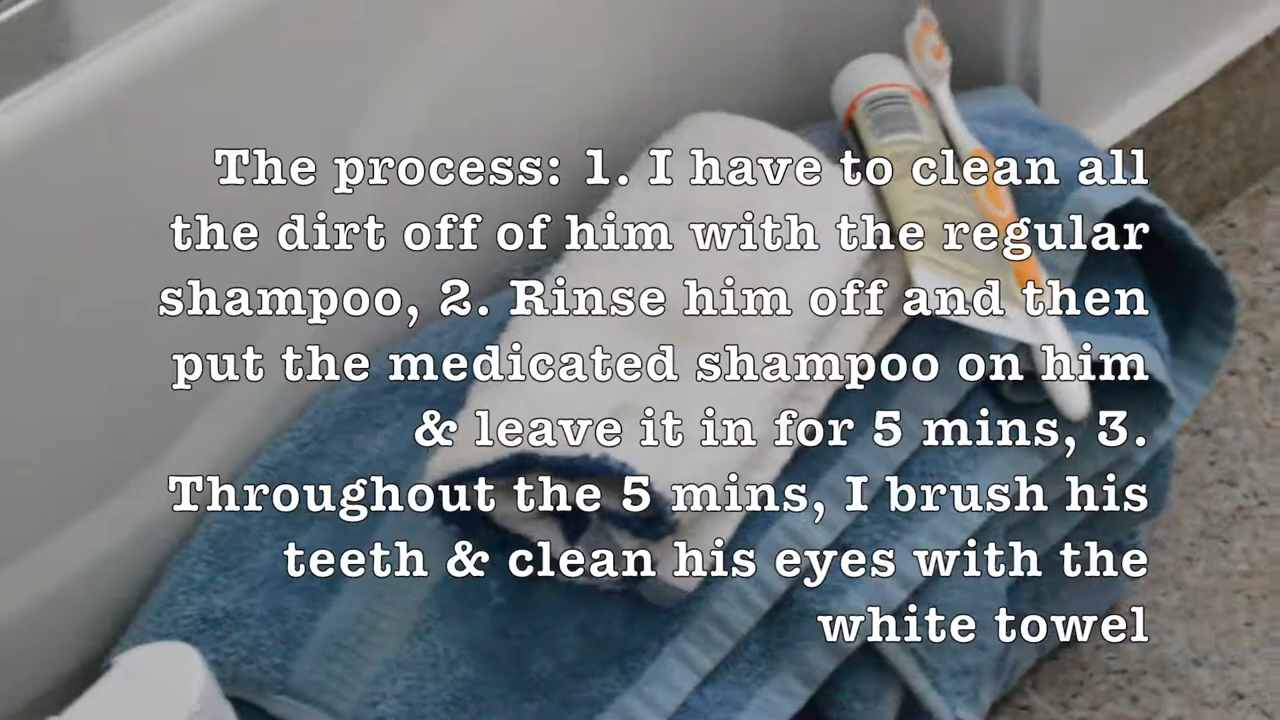 The process: 1. I have to clean all
the dirt off of him with the regular
shampoo, 2. Rinse him off and then
put the medicated shampoo on him
& leave it in for 5 mins, 3.
Throughout the 5 mins, I brush his
teeth & clean his eyes with the
white towel